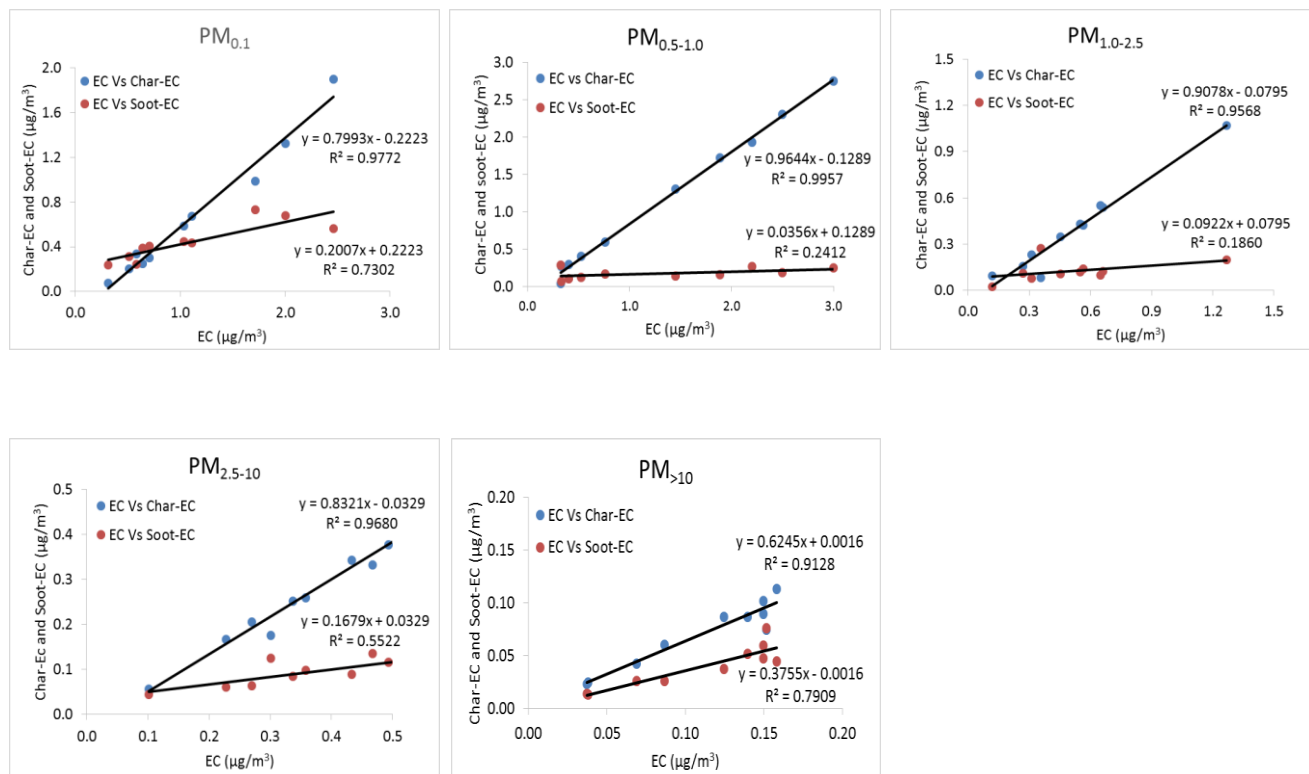 PM0.1
Char-EC and Soot-EC (µg/m³)
2.0
1.6
1.2
0.8
0.4
0.0
EC Vs Char-EC
EC Vs Soot-EC
y = 0.7993x - 0.2223
R² = 0.9772
y = 0.2007x + 0.2223
R² = 0.7302
0.0 1.0 2.0 3.0
EC (µg/m³)
PM0.5-1.0
Char-EC and soot-EC (µg/m³)
3.0
2.5
2.0
1.5
1.0
0.5
0.0
EC vs Char-EC
EC Vs Soot-EC
y = 0.9644x - 0.1289
R² = 0.9957
y = 0.0356x + 0.1289
R² = 0.2412
0.0 1.0 2.0 3.0
EC (µg/m³)
PM1.0-2.5
Char-EC and Soot-EC (µg/m³)
1.5
1.2
0.9
0.6
0.3
0.0
EC vs Char-EC
EC Vs Soot-EC
y = 0.9078x - 0.0795
R² = 0.9568
y = 0.0922x + 0.0795
R² = 0.1860
0.0 0.3 0.6 0.9 1.2 1.5
EC (µg/m³)
PM2.5-10
Char-Ec and Soot-EC (µg/m³)
0.5
0.4
0.3
0.2
0.1
0.0
EC Vs Char-EC
EC Vs Soot-EC
y = 0.8321x - 0.0329
R² = 0.9680
y = 0.1679x + 0.0329
R² = 0.5522
0.0 0.1 0.2 0.3 0.4 0.5
EC (µg/m³)
PM>10
Char-EC and Soot-EC (µg/m³)
0.20
0.15
0.10
0.05
0.00
EC Vs Char-EC
EC Vs Soot-EC
y = 0.6245x + 0.0016
R² = 0.9128
y = 0.3755x - 0.0016
R² = 0.7909
0.00 0.05 0.10 0.15 0.20
EC (µg/m³)